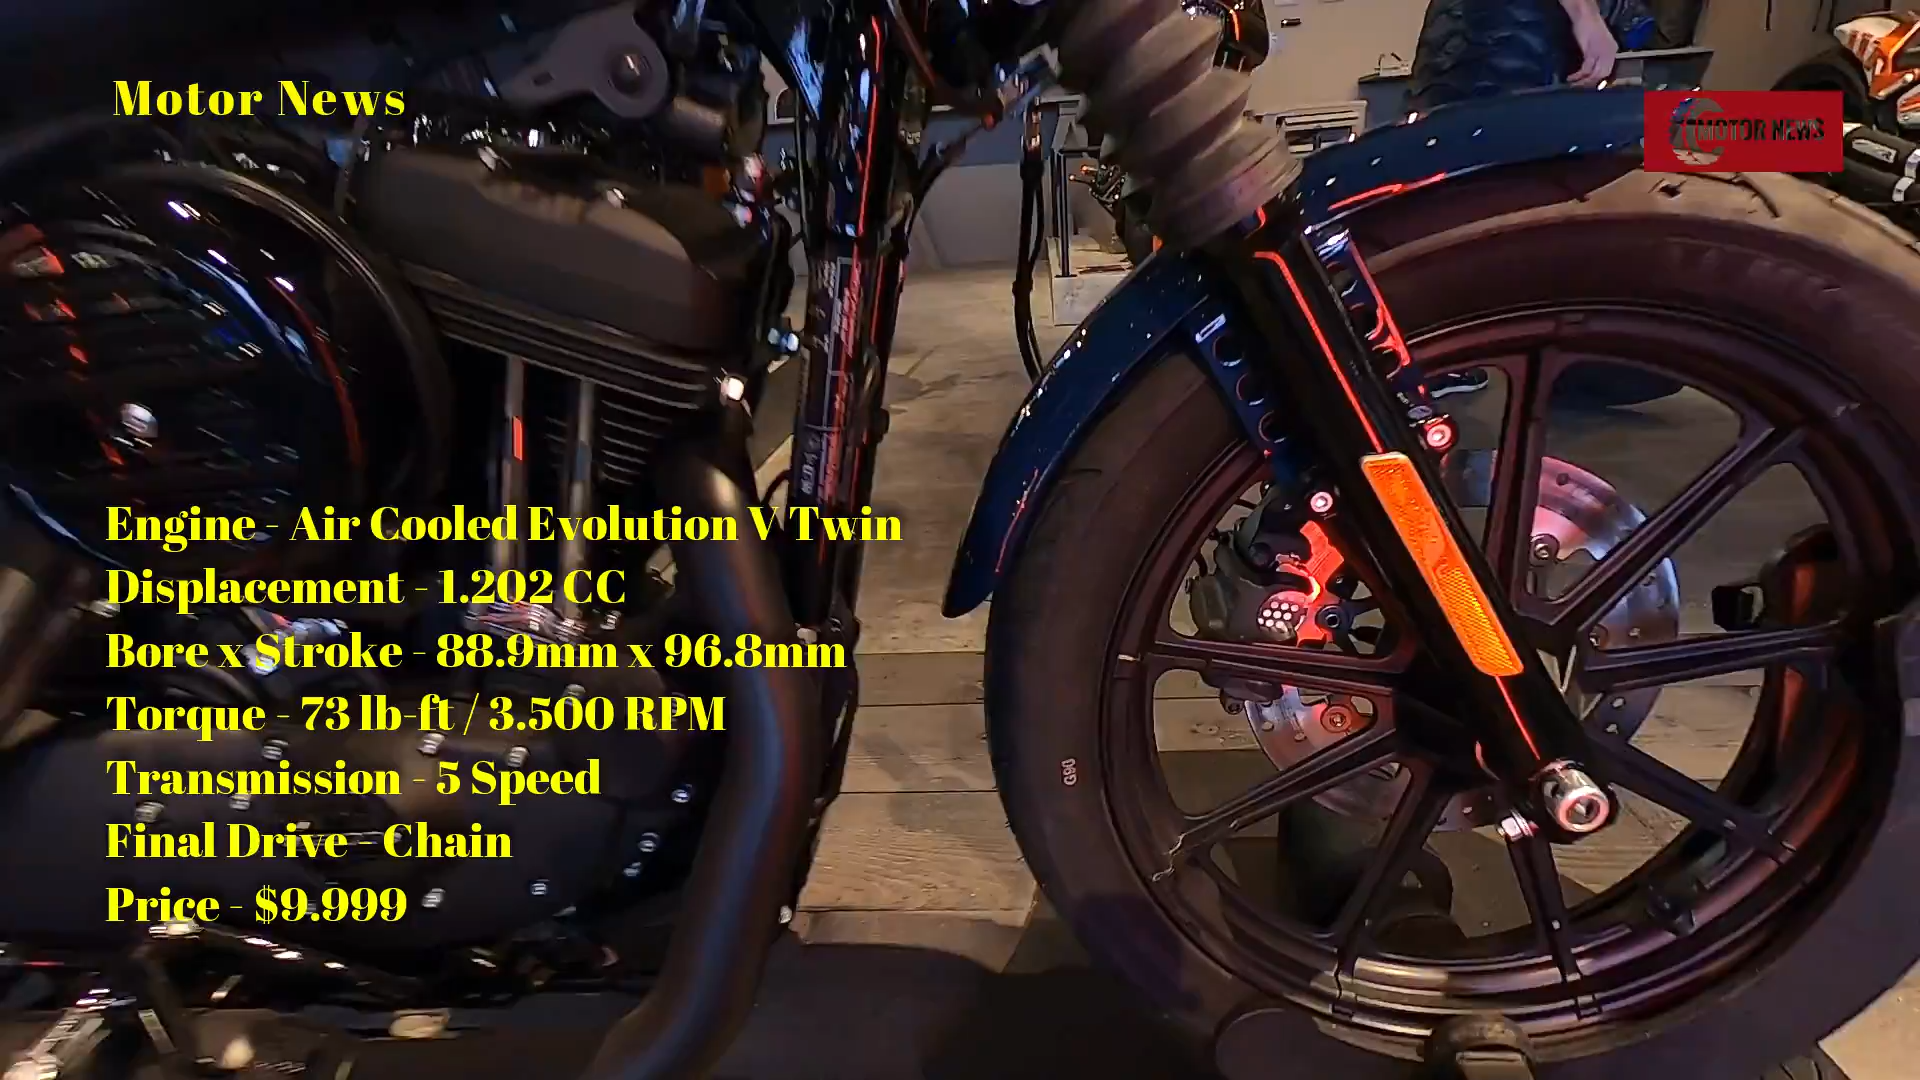 Motor News
MOTOR NEWS
Engine - Air Cooled Evolution V Twin
Displacement - 1.202 CC
Bore x Stroke - 88.9mm x 96.8mm
Torque - 73 lb-ft / 3.500 RPM
Transmission - 5 Speed
Final Drive - Chain
Price - $9.999
G90